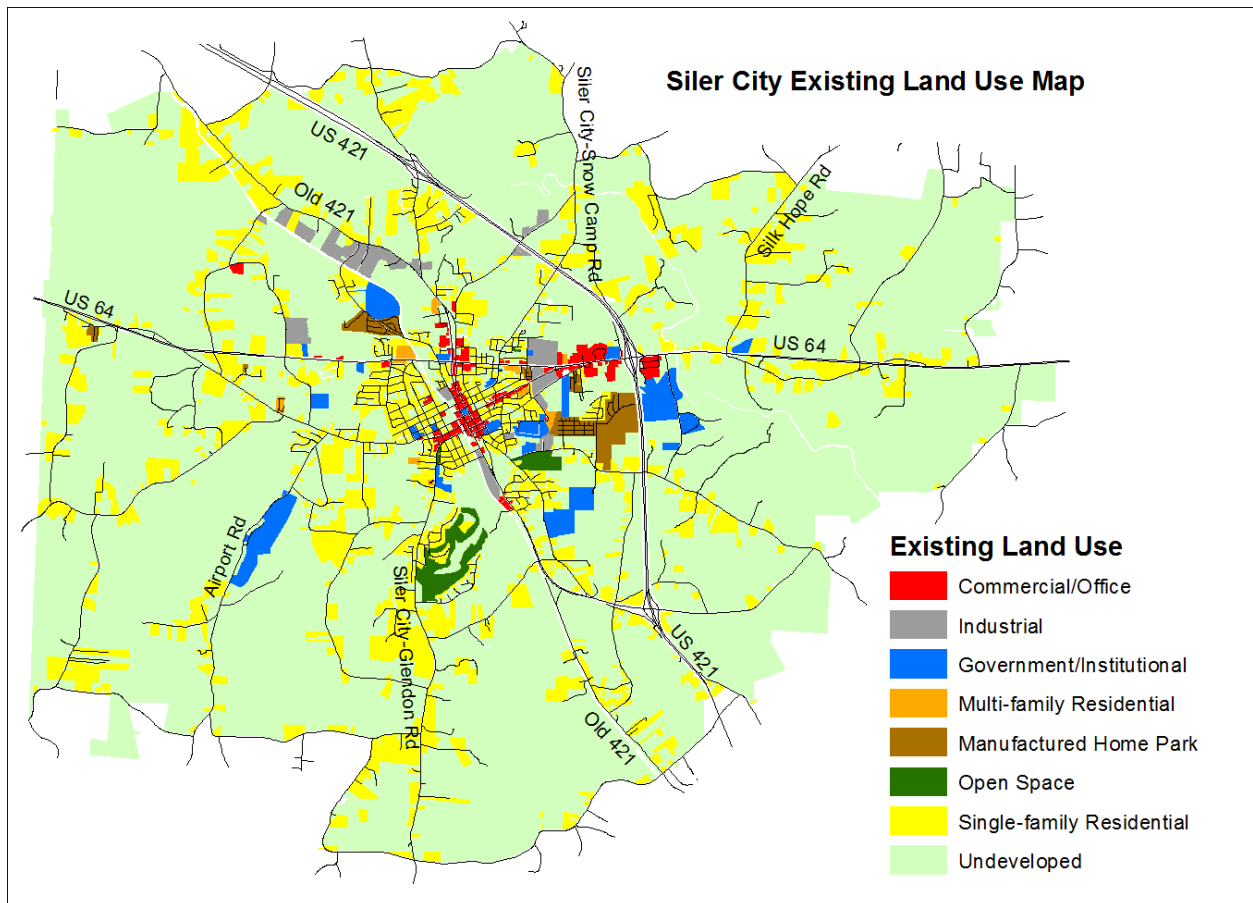 Siler City Existing Land Use Map
US 421
Siler City-Snow Camp Rd
Old 421
Silk Hope Rd
US 64
US 64
Airport Rd
Siler City-Glendon Rd
US 421
Old 421
Existing Land Use
Commercial/Office
Industrial
Government/Institutional
Multi-family Residential
Manufactured Home Park
Open Space
Single-family Residential
Undeveloped